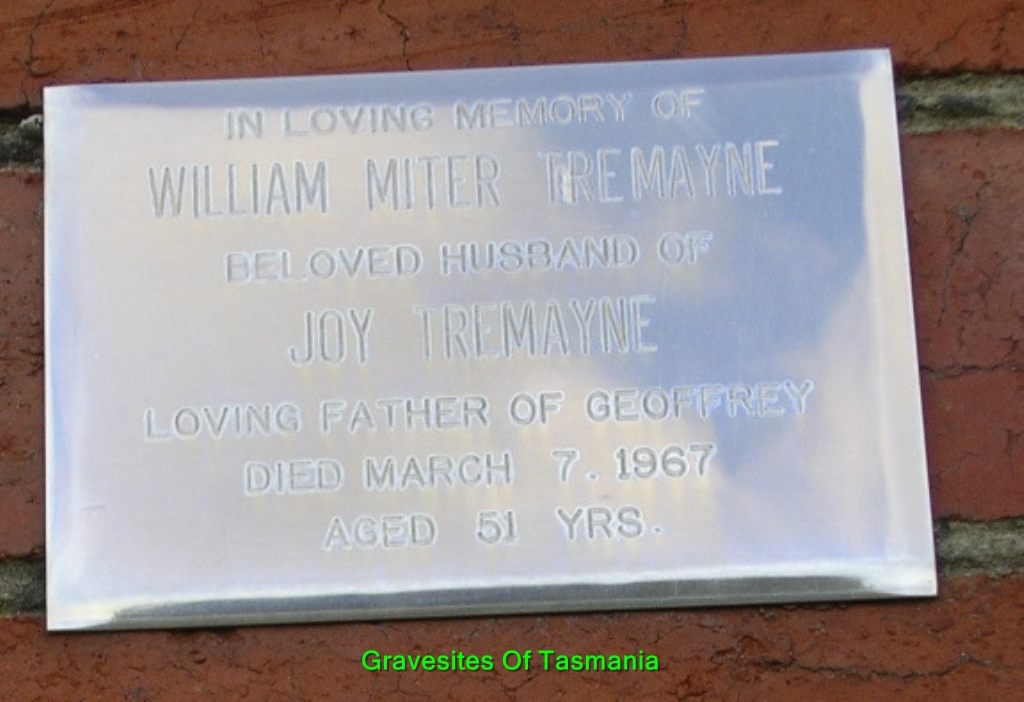 IN LOVING MEMORY OF
WILLIAM MITER TREMAYNE
BELOVED HUSBAND OF
JOY TREMAYNE
LOVING FATHER OF GEOFFREY
DIED MARCH 7. 1967
AGED 51 YRS.
Gravesites Of Tasmania